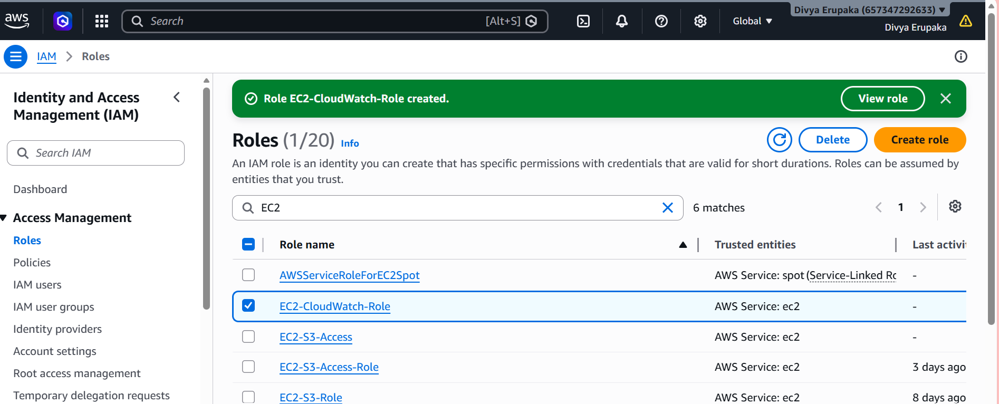 aws
Search
[Alt+S]
Global
Divya Erupaka (657347292633)
Divya Erupaka
IAM
Roles
Identity and Access
Management (IAM)
Search IAM
Dashboard
Access Management
Roles
Policies
IAM users
IAM user groups
Identity providers
Account settings
Root access management
Temporary delegation requests
Role EC2-CloudWatch-Role created.
View role
Roles (1/20) Info
Delete
Create role
An IAM role is an identity you can create that has specific permissions with credentials that are valid for short durations. Roles can be assumed by
entities that you trust.
EC2
6 matches
1
Role name
Trusted entities
Last activit
AWSServiceRoleForEC2Spot
AWS Service: spot (Service-Linked Ro
-
EC2-CloudWatch-Role
AWS Service: ec2
-
EC2-S3-Access
AWS Service: ec2
-
EC2-S3-Access-Role
AWS Service: ec2
3 days ago
EC2-S3-Role
AWS Service: ec2
8 days ago